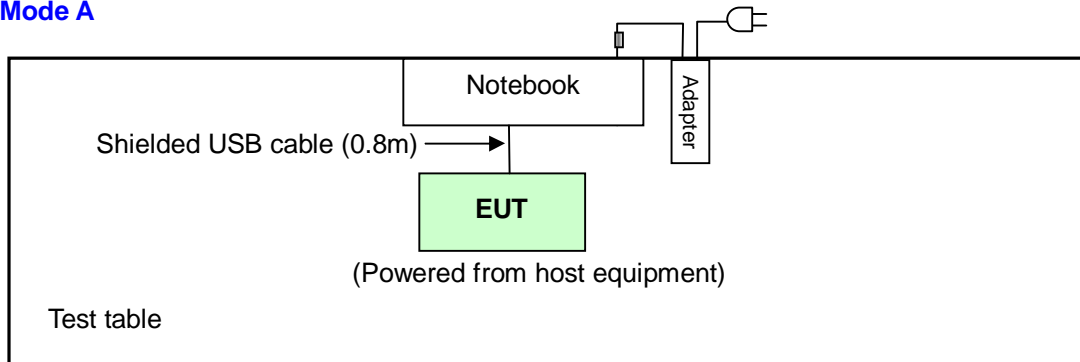 Mode A
Notebook
Adapter
Shielded USB cable (0.8m)
EUT
(Powered from host equipment)
Test table